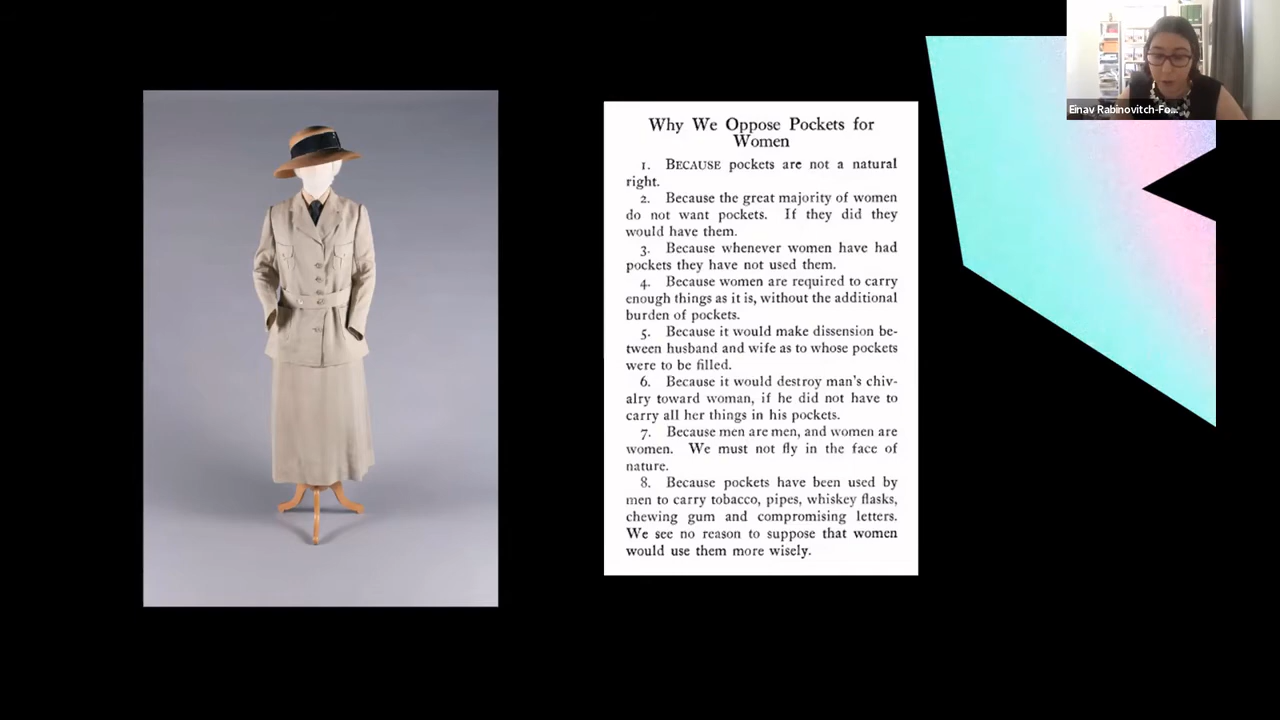 Einav Rabinovitch-Fo...
Why We Oppose Pockets for
Women
1. BECAUSE pockets are not a natural
right.
2. Because the great majority of women
do not want pockets. If they did they
would have them.
3. Because whenever women have had
pockets they have not used them.
4. Because women are required to carry
enough things as it is, without the additional
burden of pockets.
5. Because it would make dissension be-
tween husband and wife as to whose pockets
were to be filled.
6. Because it would destroy man's chiv-
alry toward woman, if he did not have to
carry all her things in his pockets.
7. Because men are men, and women are
women. We must not fly in the face of
nature.
8. Because pockets have been used by
men to carry tobacco, pipes, whiskey flasks,
chewing gum and compromising letters.
We see no reason to suppose that women
would use them more wisely.